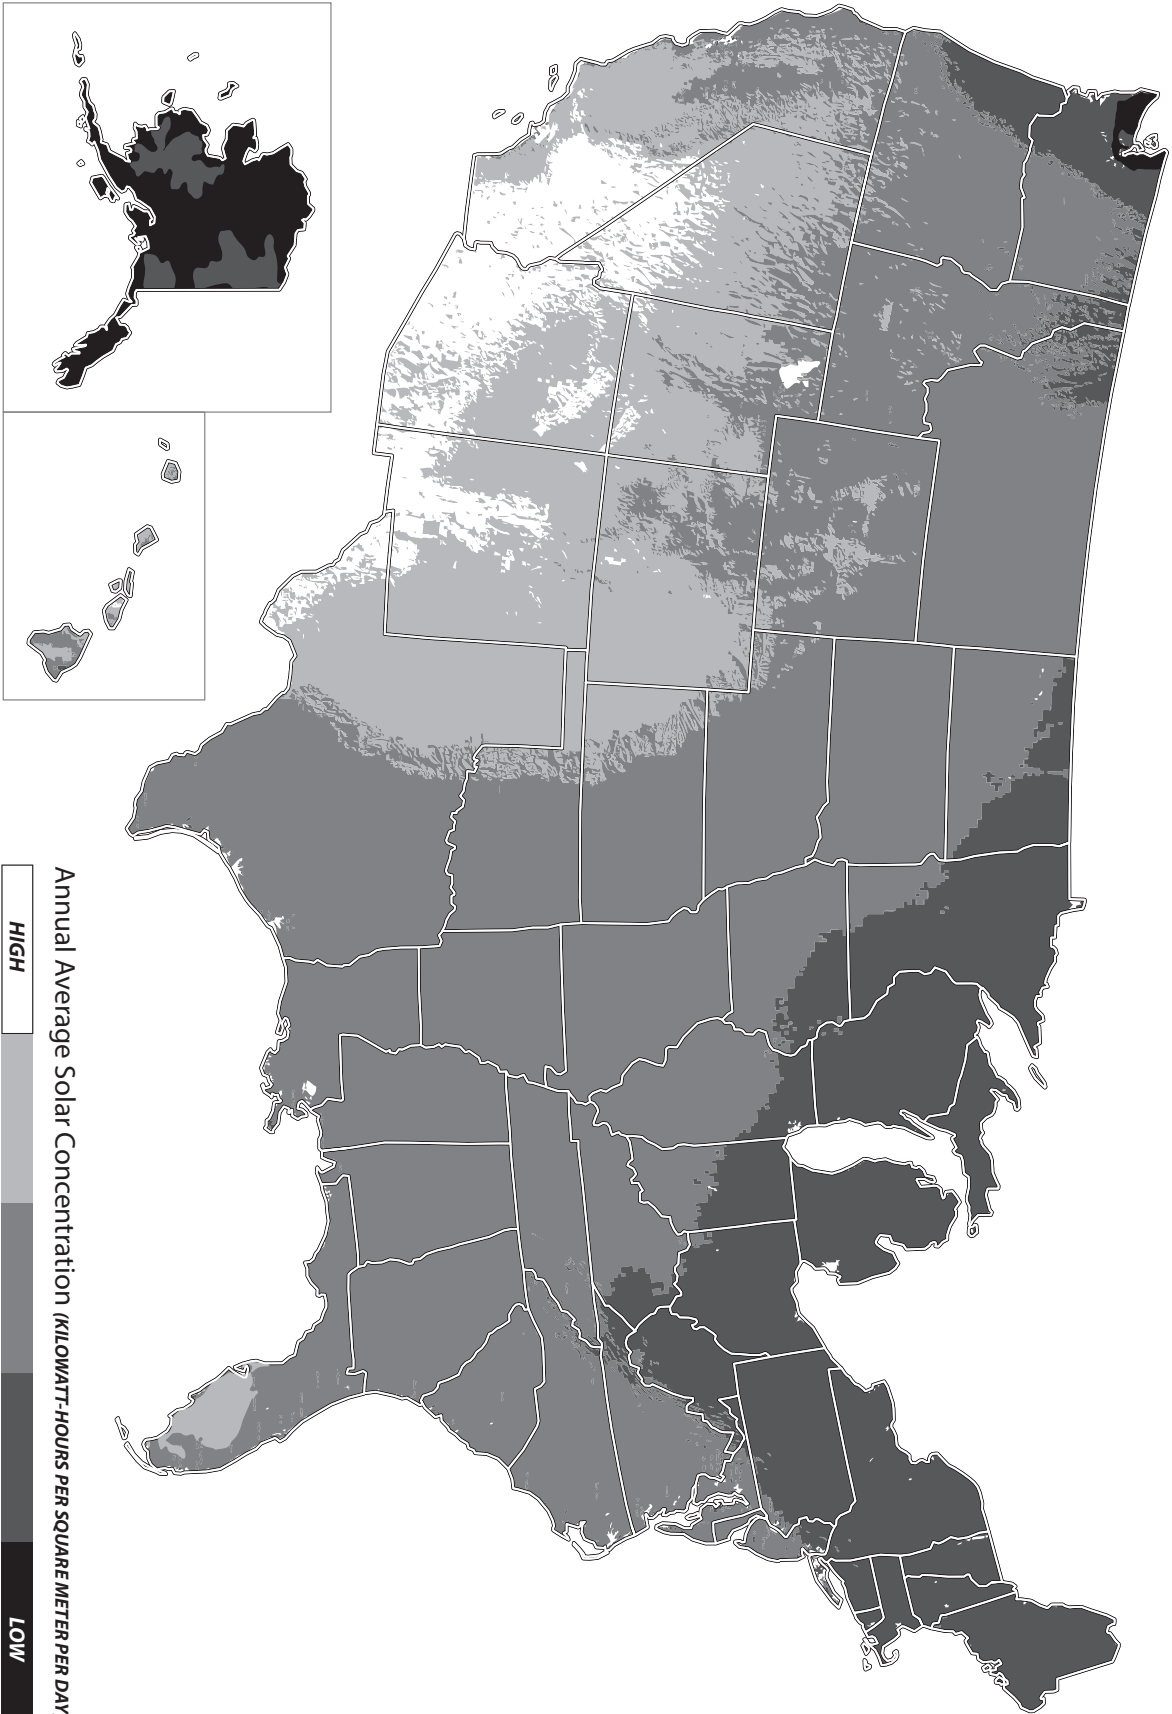 Annual Average Solar Concentration (KILOWATT-HOURS PER SQUARE METER PER DAY
HIGH
LOW